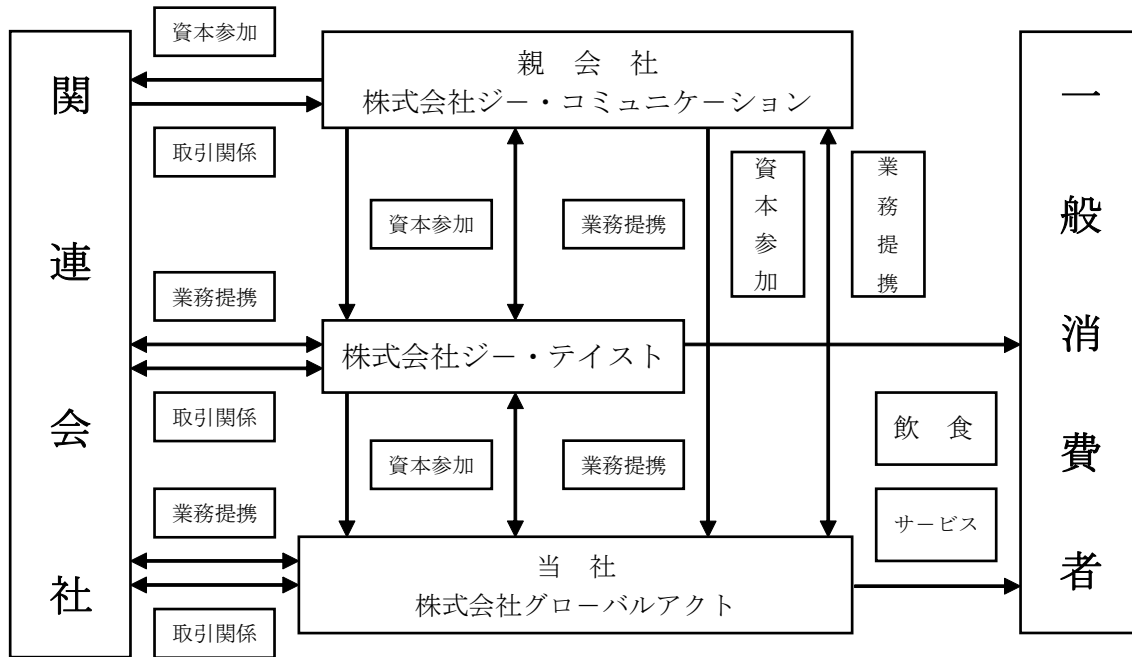 資本参加
親 会 社
株式会社ジー・コミュニケーション
取引関係
関連会社
一般消費者
資本参加
業務提携
資本参加
業務提携
業務提携
株式会社ジー・テイスト
取引関係
資本参加
業務提携
飲 食
業務提携
サービス
当 社
株式会社グローバルアクト
取引関係